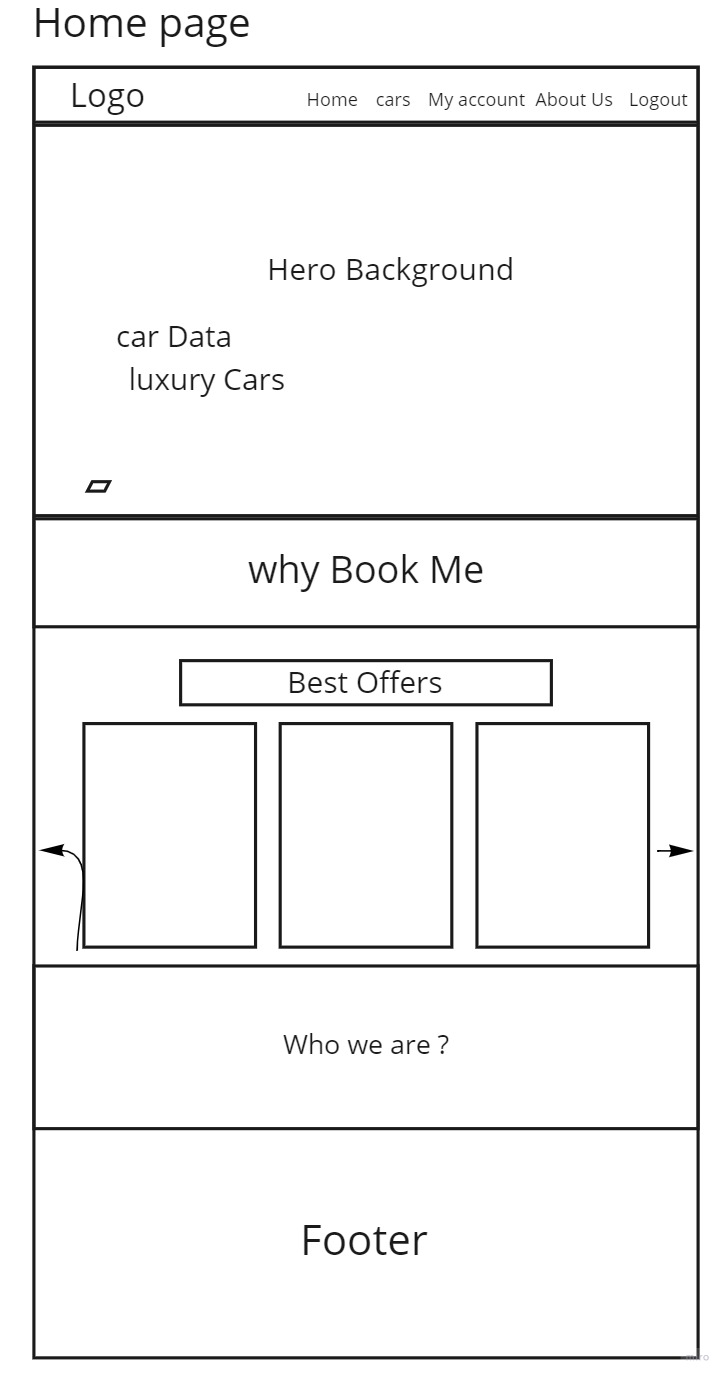 Home page
Logo
Home cars My account About Us Logout
Hero Background
car Data
luxury Cars
why Book Me
Best Offers
Who we are ?
Footer
miro